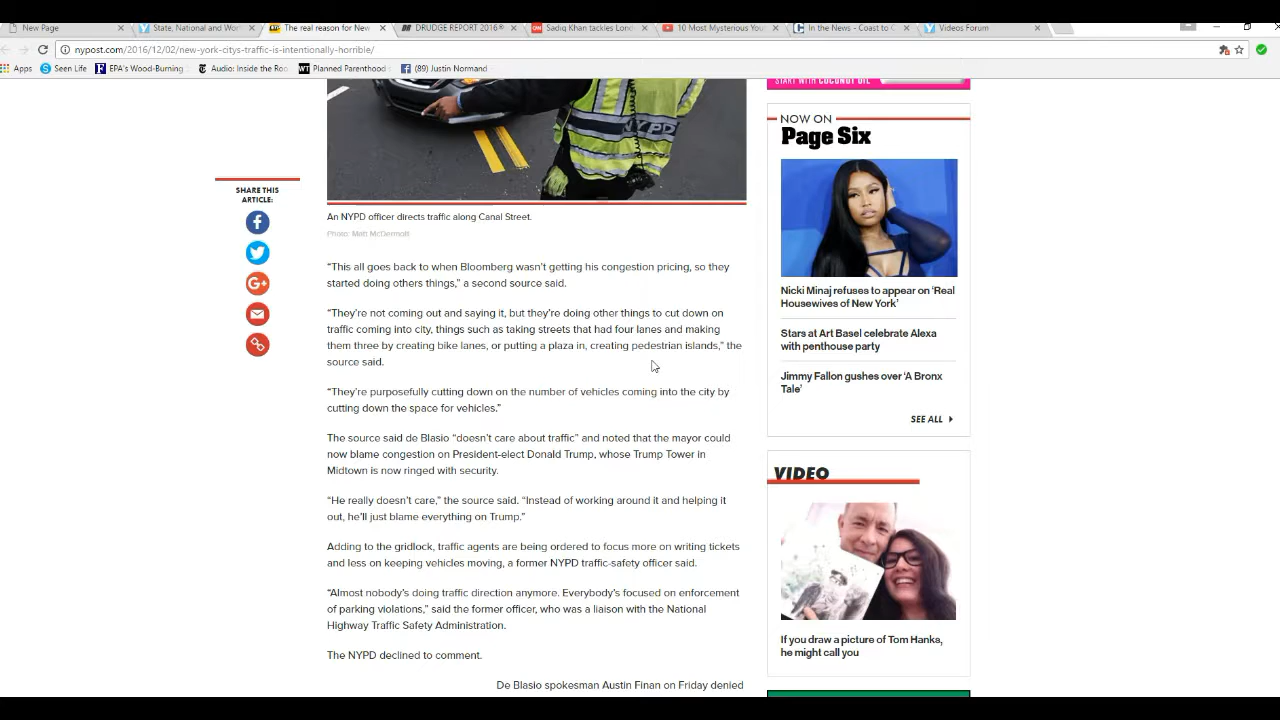 New Page
State, National and Wor
The real reason for New
DRUDGE REPORT 2016®
Sadiq Khan tackles Lond
10 Most Mysterious You
In the News - Coast to C
Videos Forum
nypost.com/2016/12/02/new-york-citys-traffic-is-intentionally-horrible/
Apps
Seen Life
EPA's Wood-Burning
Audio: Inside the Roo
Planned Parenthood
(89) Justin Normand
START WITH COCONUT OIL
NYPD
SHARE THIS
ARTICLE:
An NYPD officer directs traffic along Canal Street.
Photo: Matt McDermott
“This all goes back to when Bloomberg wasn’t getting his congestion pricing, so they
started doing others things,” a second source said.
“They’re not coming out and saying it, but they’re doing other things to cut down on
traffic coming into city, things such as taking streets that had four lanes and making
them three by creating bike lanes, or putting a plaza in, creating pedestrian islands,” the
source said.
“They’re purposefully cutting down on the number of vehicles coming into the city by
cutting down the space for vehicles.”
The source said de Blasio “doesn’t care about traffic” and noted that the mayor could
now blame congestion on President-elect Donald Trump, whose Trump Tower in
Midtown is now ringed with security.
“He really doesn’t care,” the source said. “Instead of working around it and helping it
out, he’ll just blame everything on Trump.”
Adding to the gridlock, traffic agents are being ordered to focus more on writing tickets
and less on keeping vehicles moving, a former NYPD traffic-safety officer said.
“Almost nobody’s doing traffic direction anymore. Everybody’s focused on enforcement
of parking violations,” said the former officer, who was a liaison with the National
Highway Traffic Safety Administration.
The NYPD declined to comment.
De Blasio spokesman Austin Finan on Friday denied
NOW ON
Page Six
Nicki Minaj refuses to appear on ‘Real
Housewives of New York’
Stars at Art Basel celebrate Alexa
with penthouse party
Jimmy Fallon gushes over ‘A Bronx
Tale’
SEE ALL
VIDEO
If you draw a picture of Tom Hanks,
he might call you